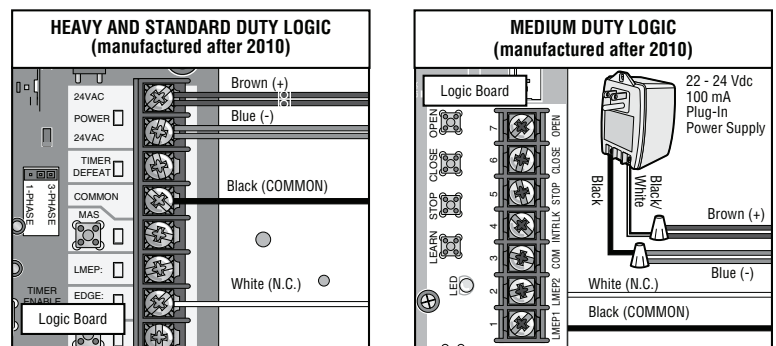 HEAVY AND STANDARD DUTY LOGIC
(manufactured after 2010)
24VAC
POWER
24VAC
TIMER
DEFEAT
COMMON
MAS
LMEP:
EDGE:
TIMER
ENABLE
1-PHASE
3-PHASE
Logic Board
Brown (+)
Blue (-)
Black (COMMON)
White (N.C.)
MEDIUM DUTY LOGIC
(manufactured after 2010)
Logic Board
OPEN
CLOSE
STOP
LEARN
LED
7 OPEN
6 CLOSE
5 STOP
4 INTRLK
3 COM
2 LMEP2
1 LMEP1
22 - 24 Vdc
100 mA
Plug-In
Power Supply
Black
Black/
White
Brown (+)
Blue (-)
White (N.C.)
Black (COMMON)